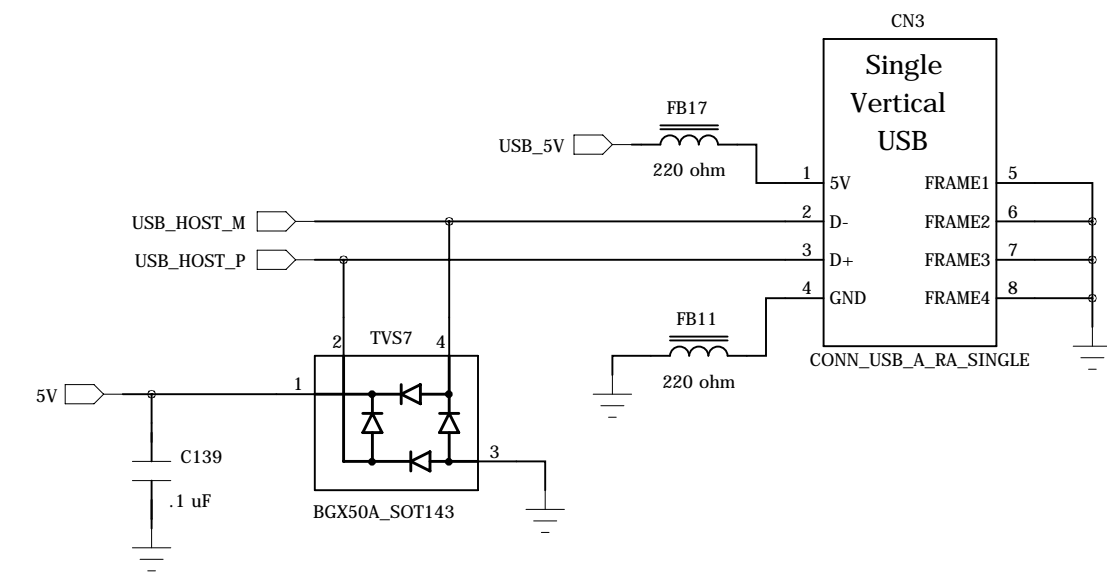 CN3
Single
Vertical
USB
FB17
USB_5V
220 ohm
1
5V
FRAME1
5
USB_HOST_M
2
D-
FRAME2
6
USB_HOST_P
3
D+
FRAME3
7
4
GND
FRAME4
8
FB11
220 ohm
CONN_USB_A_RA_SINGLE
2
TVS7
4
5V
1
3
C139
.1 uF
BGX50A_SOT143